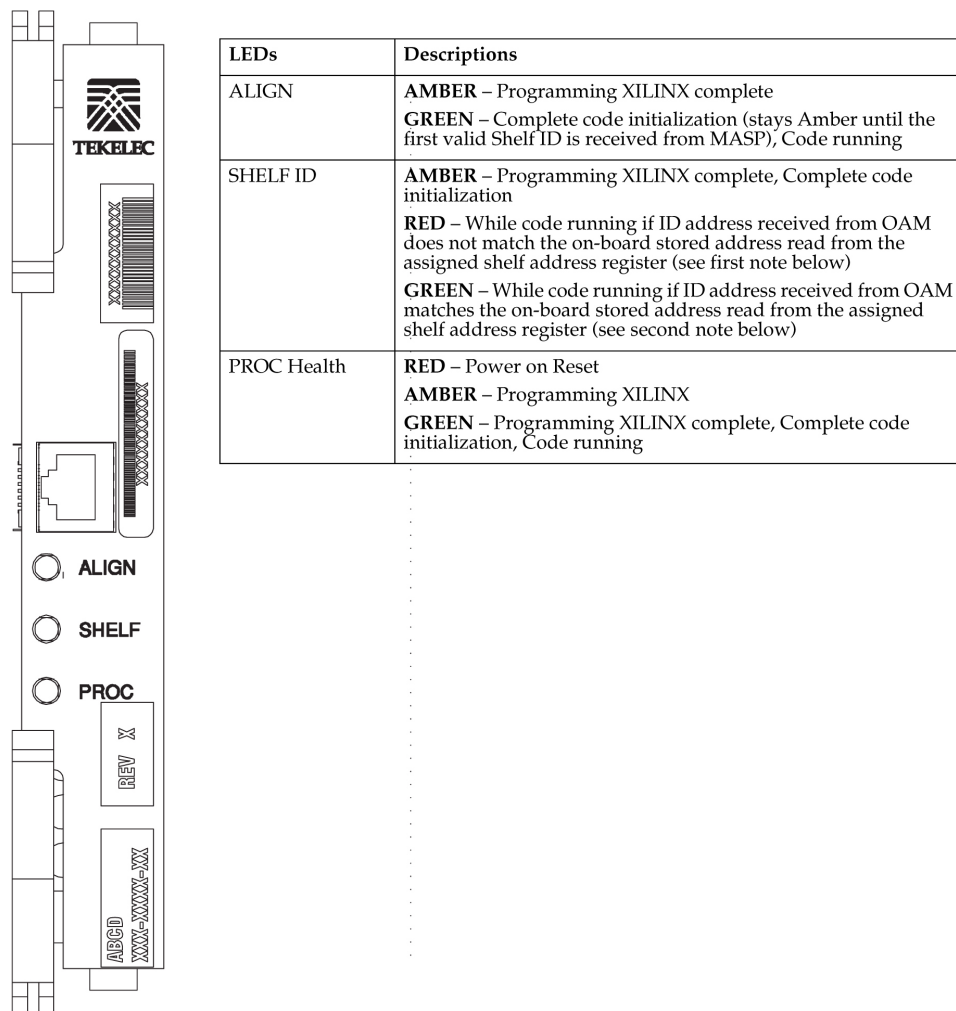 TEKELEC
XXXXXXXXXX
XXXXXXXXXXXX
ALIGN
SHELF
PROC
REV X
ABCD
XXX-XXXX-XX
LEDs Descriptions
ALIGN AMBER – Programming XILINX complete
GREEN – Complete code initialization (stays Amber until the
first valid Shelf ID is received from MASP), Code running
SHELF ID AMBER – Programming XILINX complete, Complete code
initialization
RED – While code running if ID address received from OAM
does not match the on-board stored address read from the
assigned shelf address register (see first note below)
GREEN – While code running if ID address received from OAM
matches the on-board stored address read from the assigned
shelf address register (see second note below)
PROC Health RED – Power on Reset
AMBER – Programming XILINX
GREEN – Programming XILINX complete, Complete code
initialization, Code running